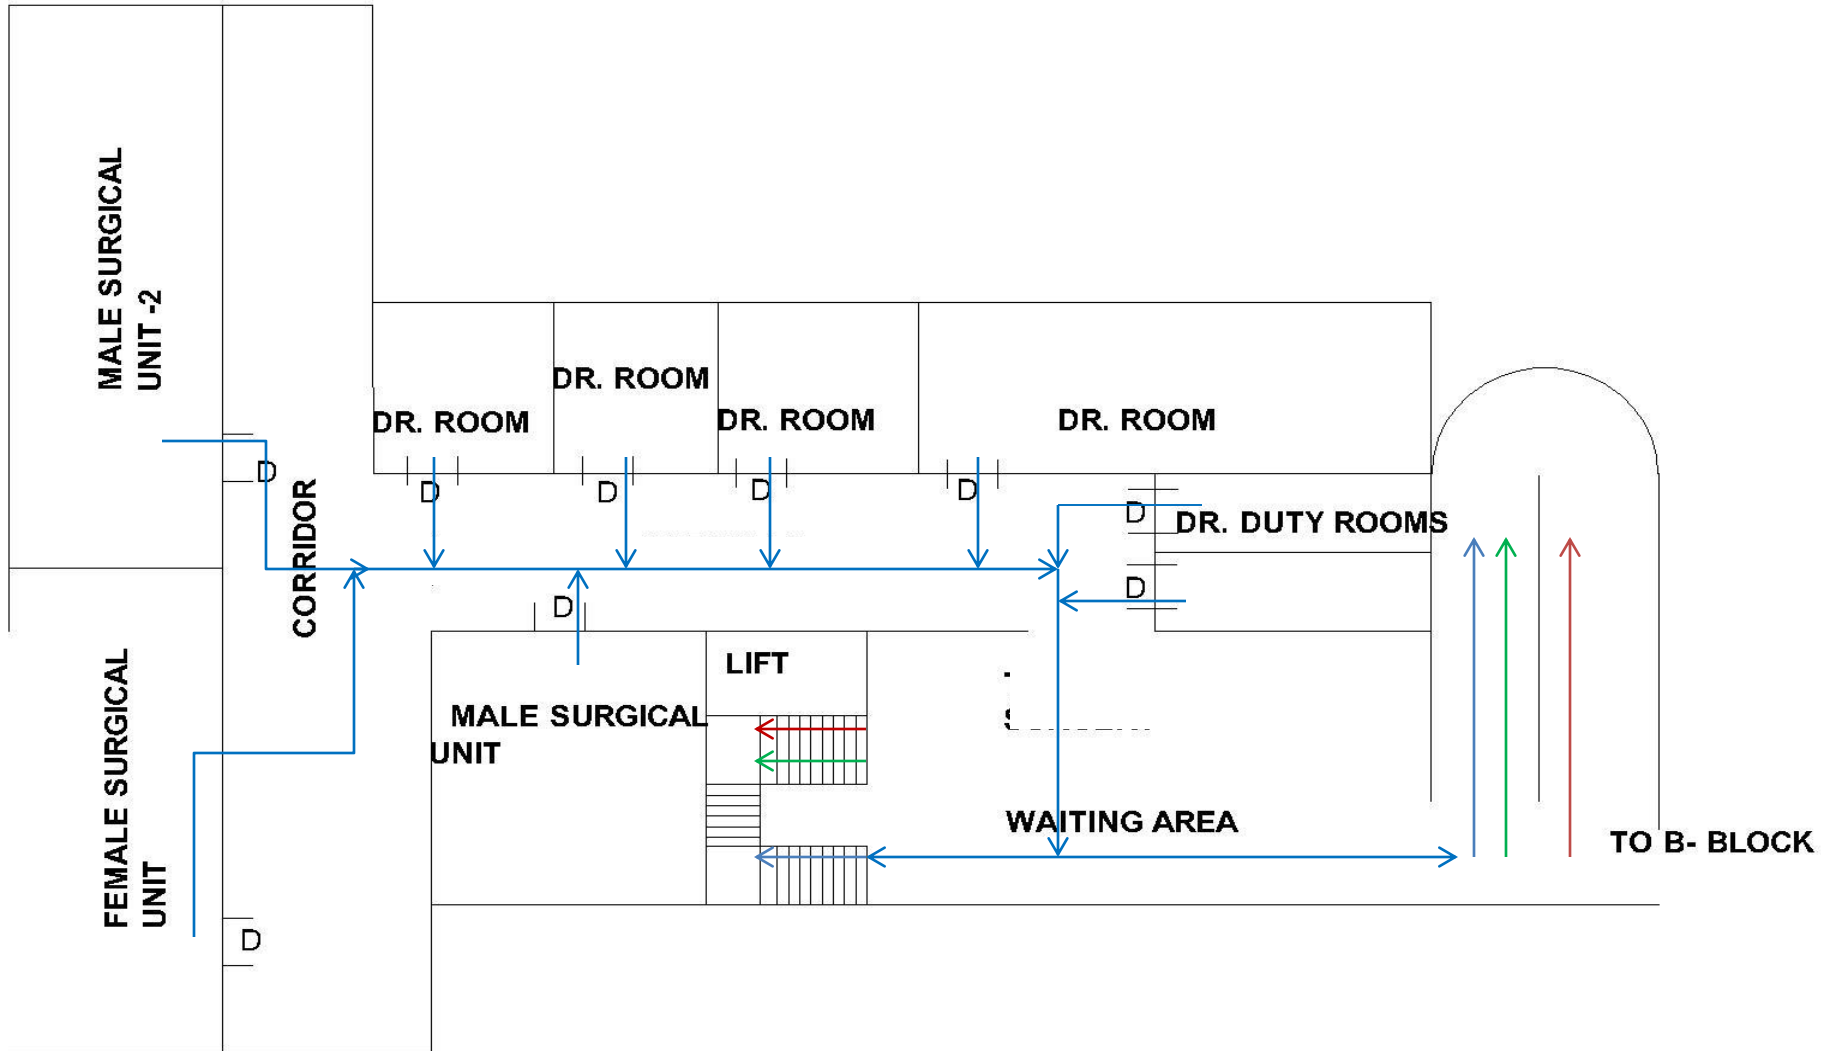 MALE SURGICAL
UNIT -2
D
CORRIDOR
DR. ROOM
DR. ROOM
DR. ROOM
DR. ROOM
D
D
D
D
D
DR. DUTY ROOMS
D
D
LIFT
MALE SURGICAL
UNIT
FEMALE SURGICAL
UNIT
D
WAITING AREA
TO B- BLOCK